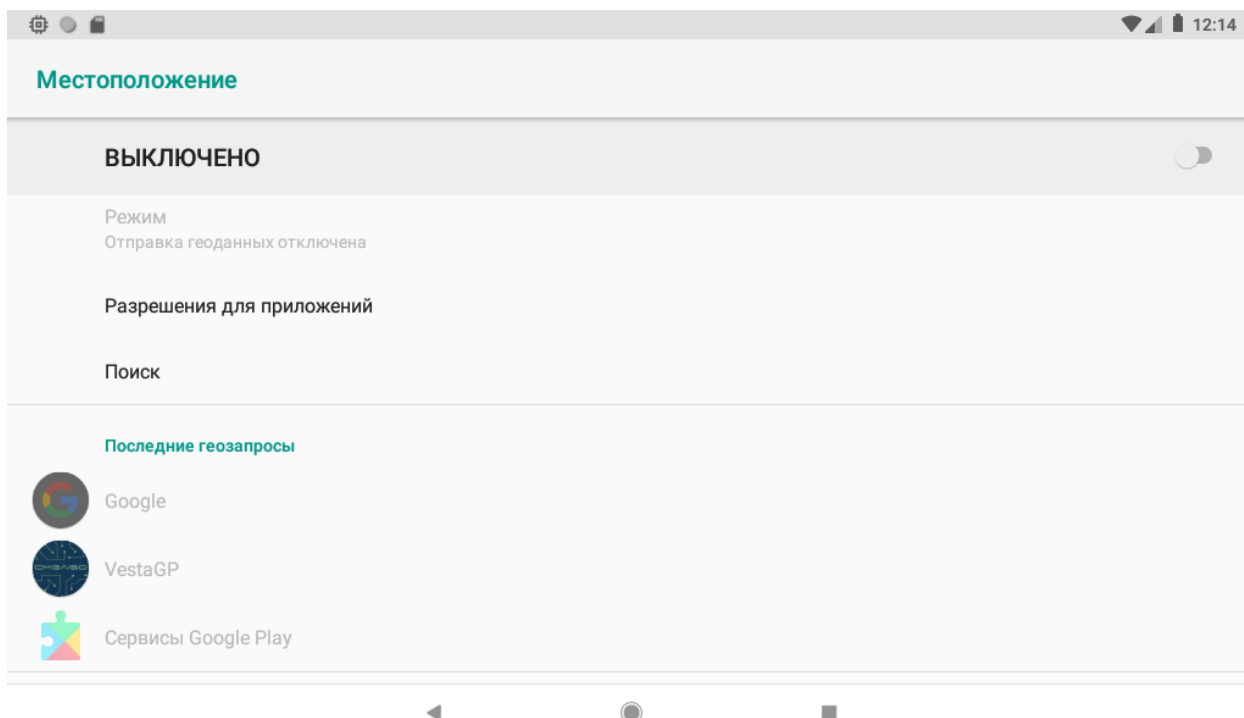 12:14
Местоположение
ВЫКЛЮЧЕНО
Режим
Отправка геоданных отключена
Разрешения для приложений
Поиск
Последние геозапросы
Google
VestaGP
Сервисы Google Play